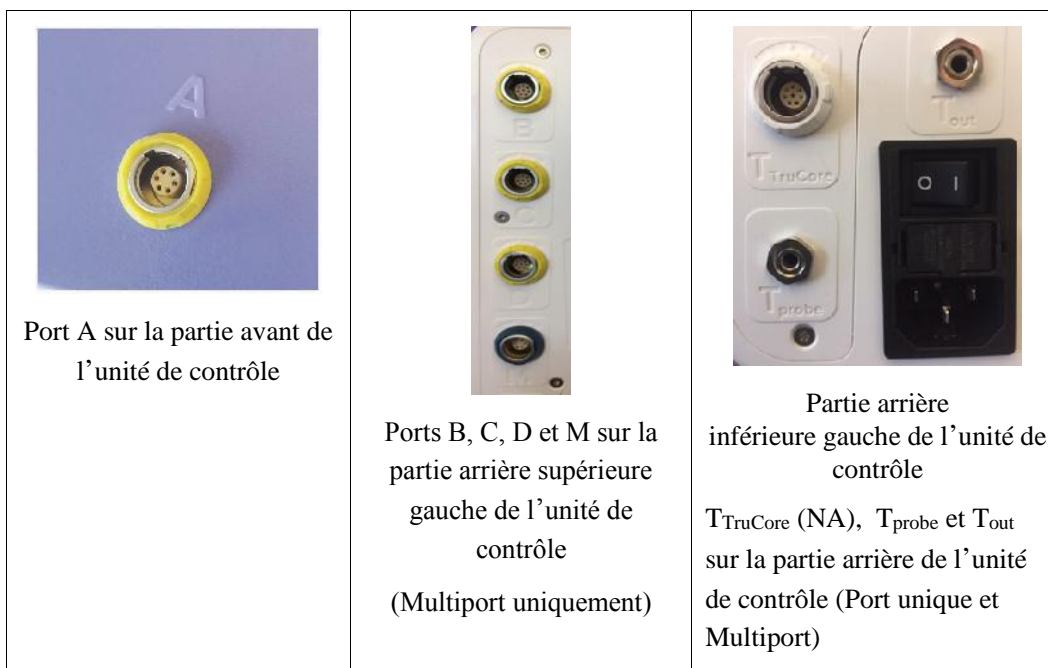 A
Port A sur la partie avant de
l’unité de contrôle
B
C
D
M
Ports B, C, D et M sur la
partie arrière supérieure
gauche de l’unité de
contrôle
(Multiport uniquement)
Tout
TTruCore
O I
Tprobe
Partie arrière
inférieure gauche de l’unité de
contrôle
TTruCore (NA), Tprobe et Tout
sur la partie arrière de l’unité
de contrôle (Port unique et
Multiport)